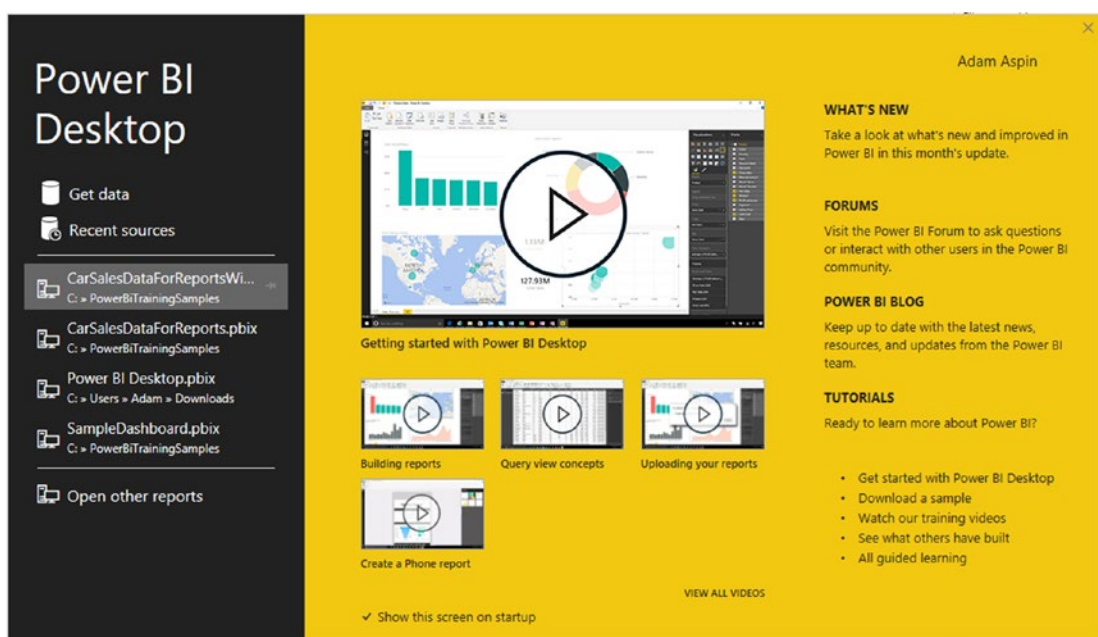 Power BI
Desktop
Get data
Recent sources
CarSalesDataForReportsWi...
C: » PowerBiTrainingSamples
CarSalesDataForReports.pbix
C: » PowerBiTrainingSamples
Power BI Desktop.pbix
C: » Users » Adam » Downloads
SampleDashboard.pbix
C: » PowerBiTrainingSamples
Open other reports
127.93M
Getting started with Power BI Desktop
Building reports
Query view concepts
Uploading your reports
Create a Phone report
VIEW ALL VIDEOS
✓ Show this screen on startup
Adam Aspin
WHAT'S NEW
Take a look at what's new and improved in
Power BI in this month's update.
FORUMS
Visit the Power BI Forum to ask questions
or interact with other users in the Power BI
community.
POWER BI BLOG
Keep up to date with the latest news,
resources, and updates from the Power BI
team.
TUTORIALS
Ready to learn more about Power BI?
• Get started with Power BI Desktop
• Download a sample
• Watch our training videos
• See what others have built
• All guided learning